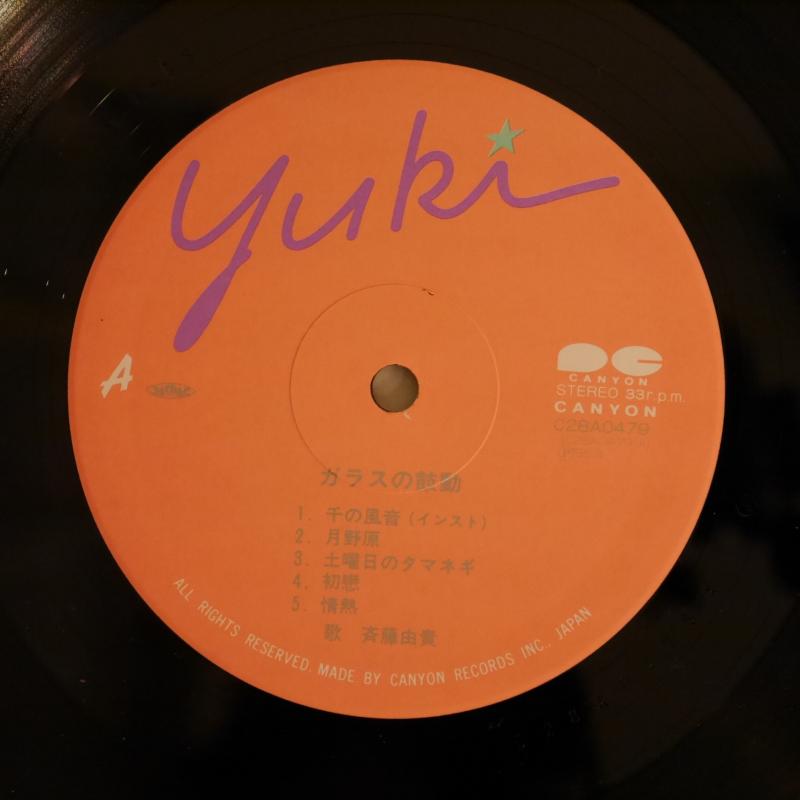 yuki
A
CANYON
STEREO 33r.p.m.
CANYON
C28A0479
ガラスの鼓動
1. 千の風音(インスト)
2. 月野原
3. 土曜日のタマネギ
4. 初戀
5. 情熱
歌 斉藤由貴
ALL RIGHTS RESERVED. MADE BY CANYON RECORDS INC., JAPAN